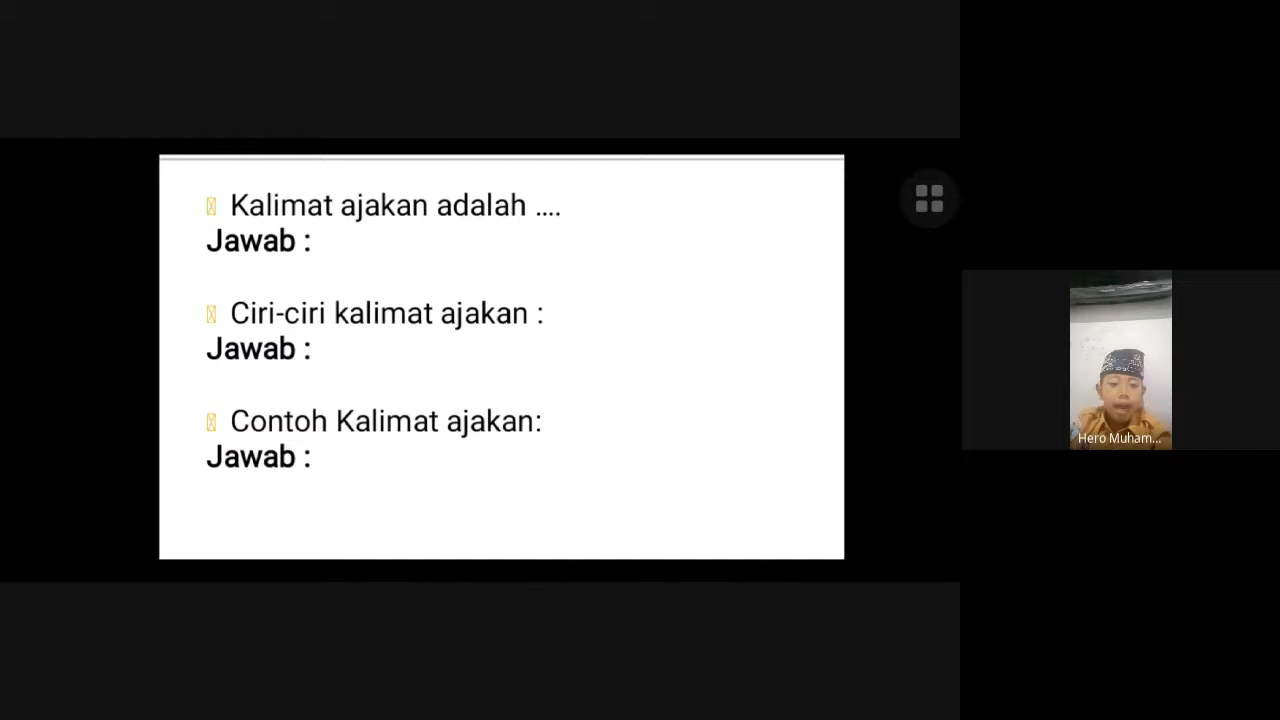 Kalimat ajakan adalah ....
Jawab :
Ciri-ciri kalimat ajakan :
Jawab :
Contoh Kalimat ajakan:
Jawab :
Hero Muham...